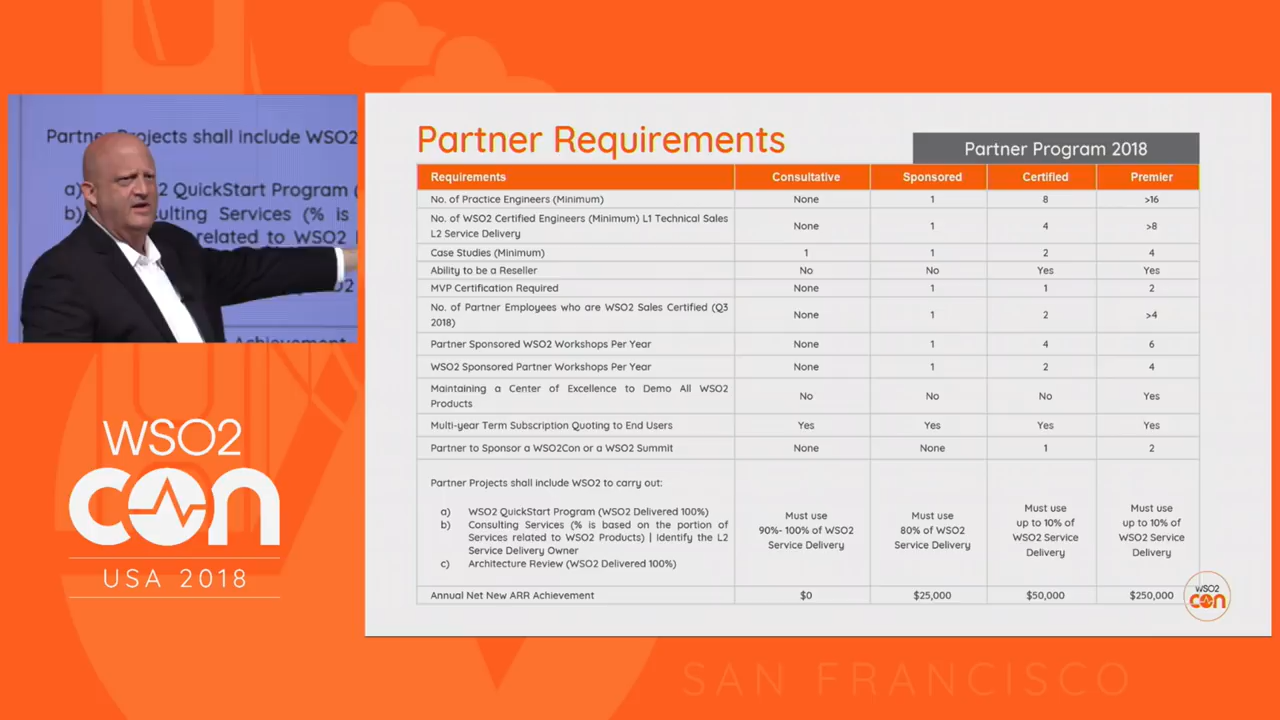 Partner Projects shall include WSO2
a)
2 QuickStart Program (
b)
sulting Services (% is
related to WSO2
Achievement
WSO2
CON
USA 2018
Partner Requirements
Partner Program 2018
Requirements Consultative Sponsored Certified Premier
No. of Practice Engineers (Minimum) None 1 8 >16
No. of WSO2 Certified Engineers (Minimum) L1 Technical Sales
L2 Service Delivery None 1 4 >8
Case Studies (Minimum) 1 1 2 4
Ability to be a Reseller No No Yes Yes
MVP Certification Required None 1 1 2
No. of Partner Employees who are WSO2 Sales Certified (Q3
2018) None 1 2 >4
Partner Sponsored WSO2 Workshops Per Year None 1 4 6
WSO2 Sponsored Partner Workshops Per Year None 1 2 4
Maintaining a Center of Excellence to Demo All WSO2
Products No No No Yes
Multi-year Term Subscription Quoting to End Users Yes Yes Yes Yes
Partner to Sponsor a WSO2Con or a WSO2 Summit None None 1 2
Partner Projects shall include WSO2 to carry out:
a) WSO2 QuickStart Program (WSO2 Delivered 100%)
b) Consulting Services (% is based on the portion of
Services related to WSO2 Products) | Identify the L2
Service Delivery Owner
c) Architecture Review (WSO2 Delivered 100%)
Must use
90%- 100% of WSO2
Service Delivery
Must use
80% of WSO2
Service Delivery
Must use
up to 10% of
WSO2 Service
Delivery
Must use
up to 10% of
WSO2 Service
Delivery
Annual Net New ARR Achievement $0 $25,000 $50,000 $250,000
WSO2
CON
SAN FRANCISCO